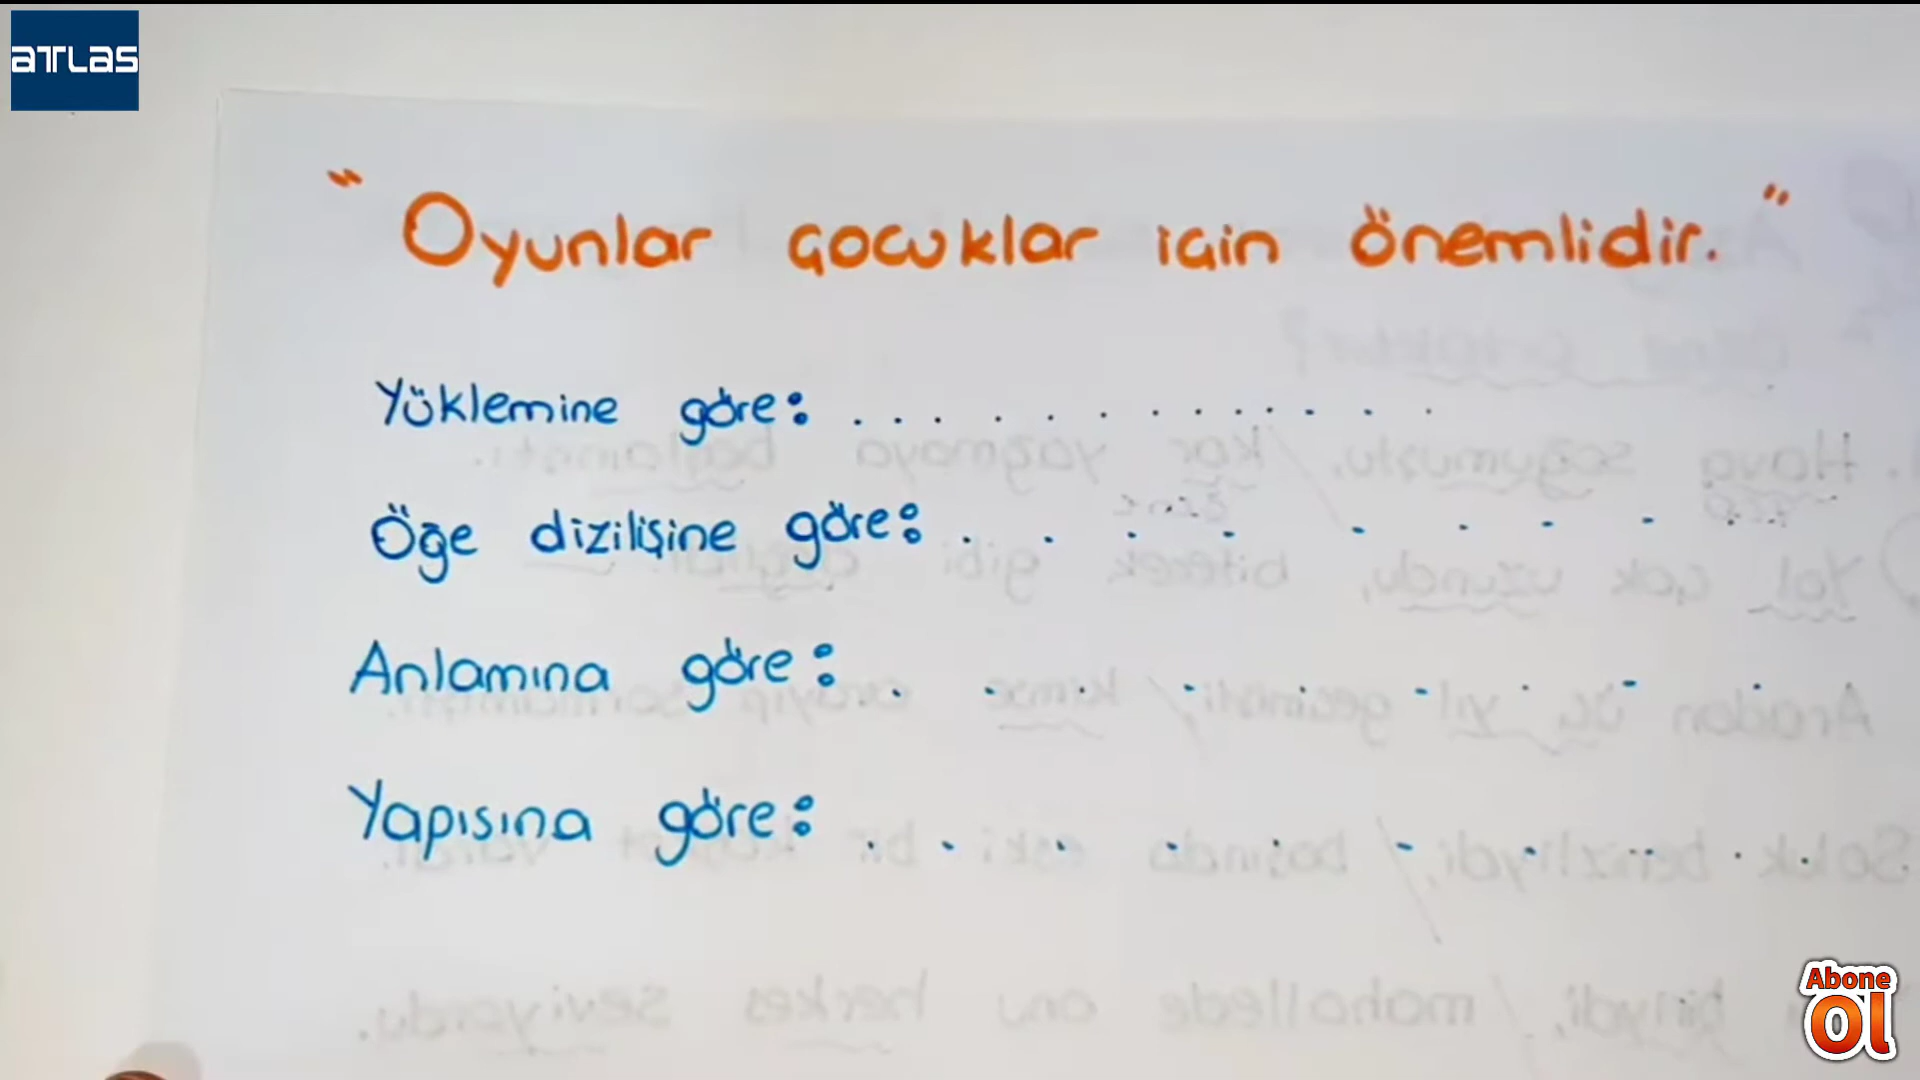 ATLAS
" Oyunlar çocuklar için önemlidir. "
Yüklemine göre: . . . . . . . . . . . . .
Öğe dizilişine göre: . . . . . . . . .
Anlamına göre: . . . . . . . . . .
Yapısına göre: . . . . . . . . . . .
Abone
Ol